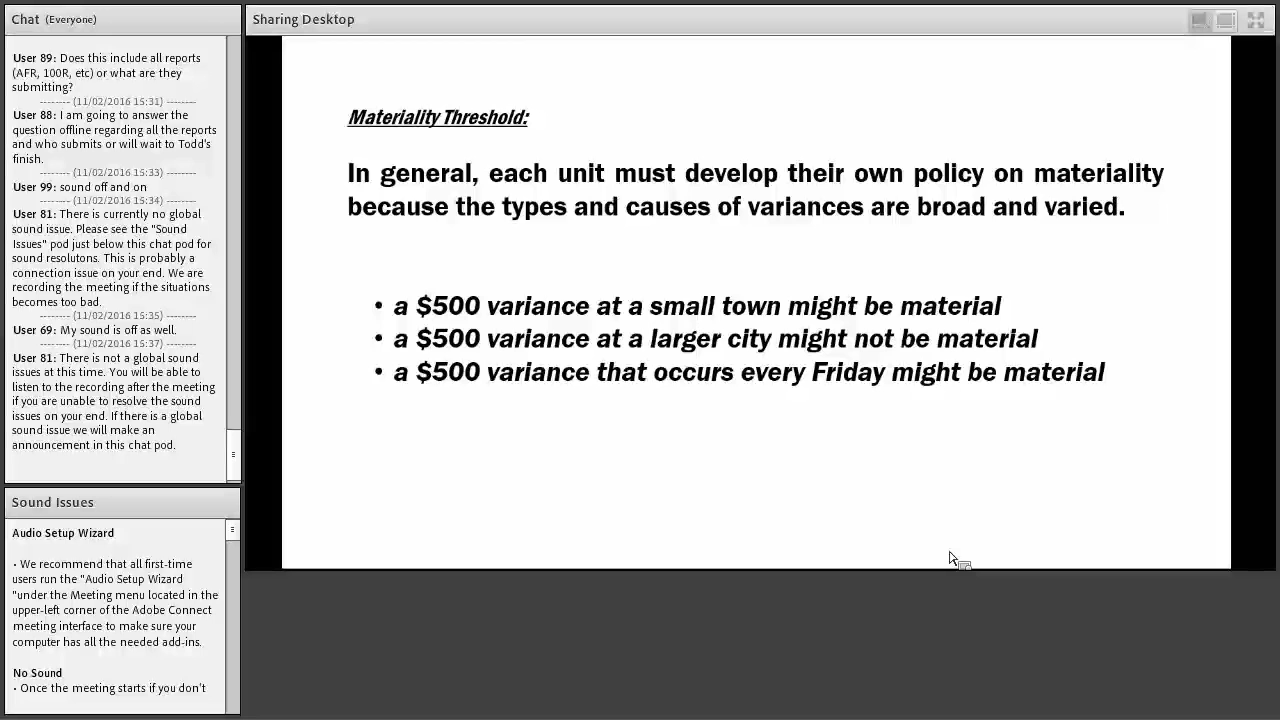 Chat (Everyone)
User 89: Does this include all reports
(AFR, 100R, etc) or what are they
submitting?
-------- (11/02/2016 15:31) --------
User 88: I am going to answer the
question offline regarding all the reports
and who submits or will wait to Todd's
finish.
-------- (11/02/2016 15:33) --------
User 99: sound off and on
-------- (11/02/2016 15:34) --------
User 81: There is currently no global
sound issue. Please see the "Sound
Issues" pod just below this chat pod for
sound resolutons. This is probably a
connection issue on your end. We are
recording the meeting if the situations
becomes too bad.
-------- (11/02/2016 15:35) --------
User 69: My sound is off as well.
-------- (11/02/2016 15:37) --------
User 81: There is not a global sound
issues at this time. You will be able to
listen to the recording after the meeting
if you are unable to resolve the sound
issues on your end. If there is a global
sound issue we will make an
announcement in this chat pod.
Sound Issues
Audio Setup Wizard
• We recommend that all first-time
users run the "Audio Setup Wizard
"under the Meeting menu located in the
upper-left corner of the Adobe Connect
meeting interface to make sure your
computer has all the needed add-ins.
No Sound
• Once the meeting starts if you don't
Sharing Desktop
Materiality Threshold:
In general, each unit must develop their own policy on materiality
because the types and causes of variances are broad and varied.
• a $500 variance at a small town might be material
• a $500 variance at a larger city might not be material
• a $500 variance that occurs every Friday might be material